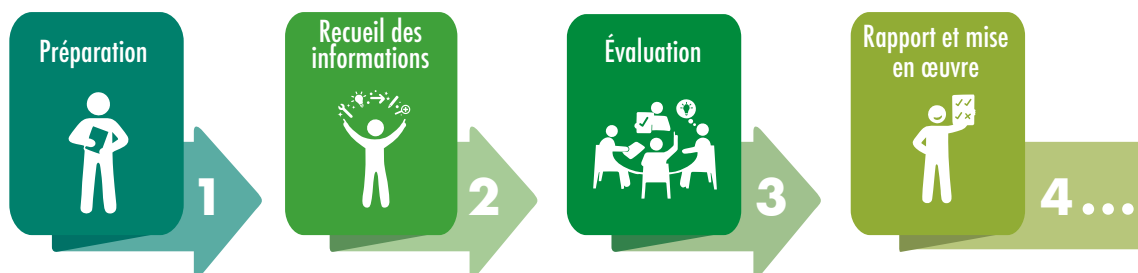 Préparation
1
Recueil des
informations
2
Évaluation
3
Rapport et mise
en œuvre
4...